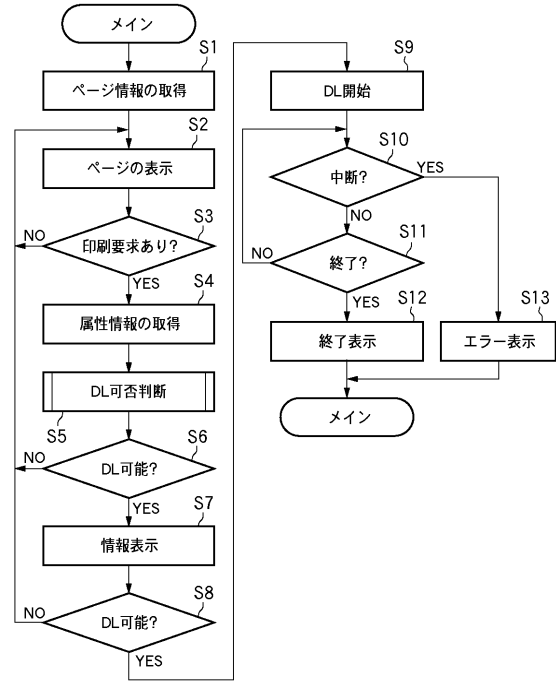 メイン
S1
ページ情報の取得
S2
ページの表示
S3
印刷要求あり?
NO
YES
S4
属性情報の取得
DL可否判断
S5
S6
DL可能?
NO
YES
S7
情報表示
S8
DL可能?
NO
YES
S9
DL開始
S10
中断?
YES
NO
S11
終了?
NO
YES
S12
終了表示
S13
エラー表示
メイン